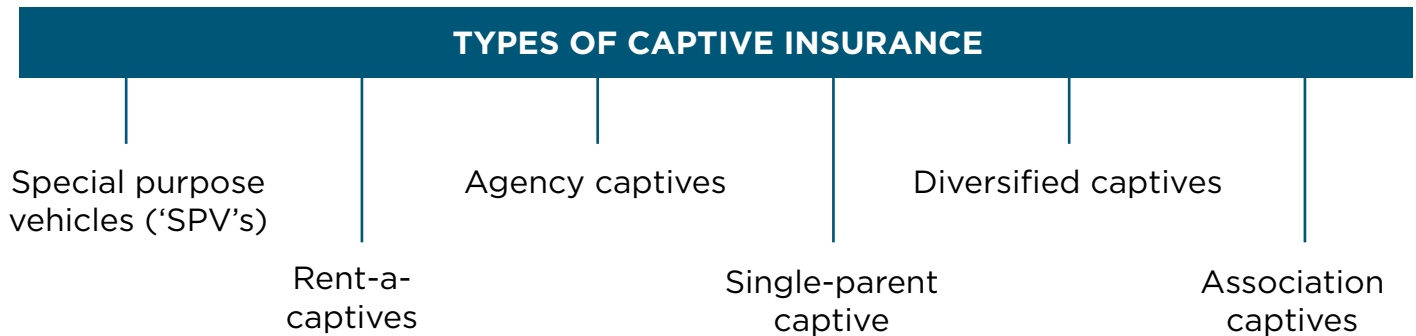 TYPES OF CAPTIVE INSURANCE
Special purpose
vehicles (‘SPV’s)
Rent-a-
captives
Agency captives
Single-parent
captive
Diversified captives
Association
captives